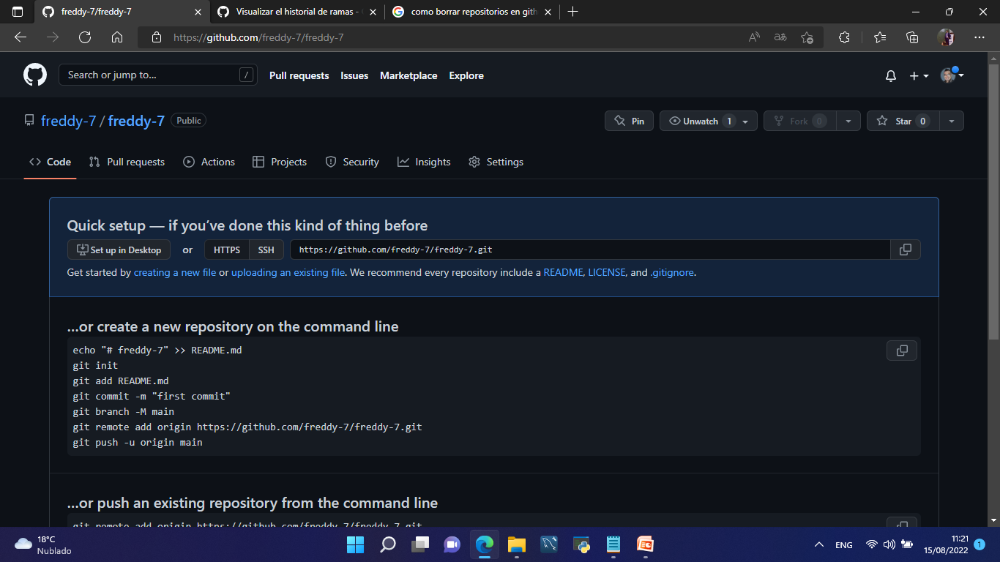 freddy-7/freddy-7
Visualizar el historial de ramas -
como borrar repositorios en gith
https://github.com/freddy-7/freddy-7
Search or jump to... /
Pull requests Issues Marketplace Explore
freddy-7 / freddy-7 Public
Pin Unwatch 1 Fork 0 Star 0
Code Pull requests Actions Projects Security Insights Settings
Quick setup — if you've done this kind of thing before
Set up in Desktop or HTTPS SSH https://github.com/freddy-7/freddy-7.git
Get started by creating a new file or uploading an existing file. We recommend every repository include a README, LICENSE, and .gitignore.
...or create a new repository on the command line
echo "# freddy-7" >> README.md
git init
git add README.md
git commit -m "first commit"
git branch -M main
git remote add origin https://github.com/freddy-7/freddy-7.git
git push -u origin main
...or push an existing repository from the command line
git remote add origin https://github.com/freddy-7/freddy-7.git
18°C
Nublado
ENG
11:21
15/08/2022
1